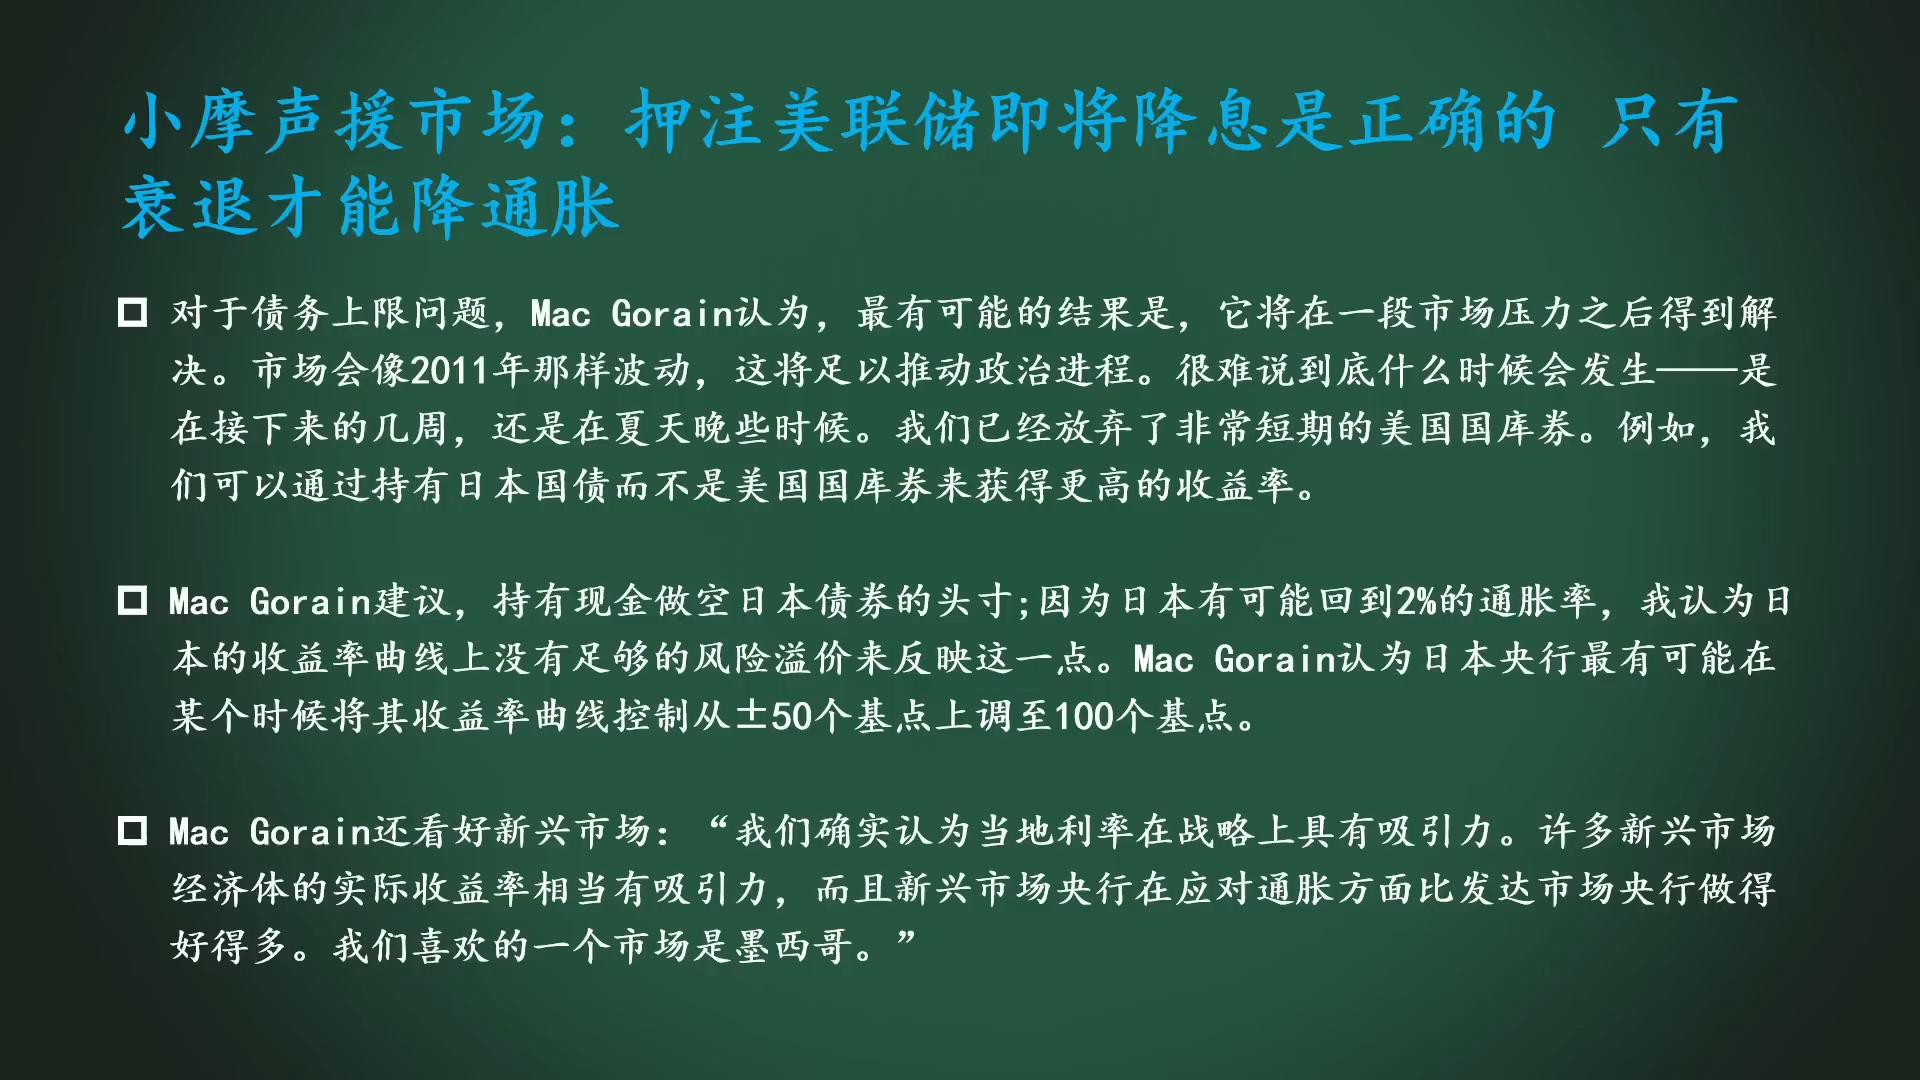 小摩声援市场：押注美联储即将降息是正确的 只有
衰退才能降通胀
对于债务上限问题，Mac Gorain认为，最有可能的结果是，它将在一段市场压力之后得到解
决。市场会像2011年那样波动，这将足以推动政治进程。很难说到底什么时候会发生——是
在接下来的几周，还是在夏天晚些时候。我们已经放弃了非常短期的美国国库券。例如，我
们可以通过持有日本国债而不是美国国库券来获得更高的收益率。
Mac Gorain建议，持有现金做空日本债券的头寸;因为日本有可能回到2%的通胀率，我认为日
本的收益率曲线上没有足够的风险溢价来反映这一点。Mac Gorain认为日本央行最有可能在
某个时候将其收益率曲线控制从±50个基点上调至100个基点。
Mac Gorain还看好新兴市场：“我们确实认为当地利率在战略上具有吸引力。许多新兴市场
经济体的实际收益率相当有吸引力，而且新兴市场央行在应对通胀方面比发达市场央行做得
好得多。我们喜欢的一个市场是墨西哥。”